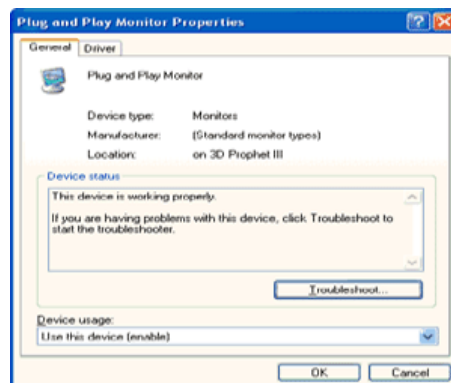 Plug and Play Monitor Properties
General Driver
Plug and Play Monitor
Device type: Monitors
Manufacturer: (Standard monitor types)
Location: on 3D Prophet III
Device status
This device is working properly.
If you are having problems with this device, click Troubleshoot to
start the troubleshooter.
Troubleshoot...
Device usage:
Use this device (enable)
OK Cancel